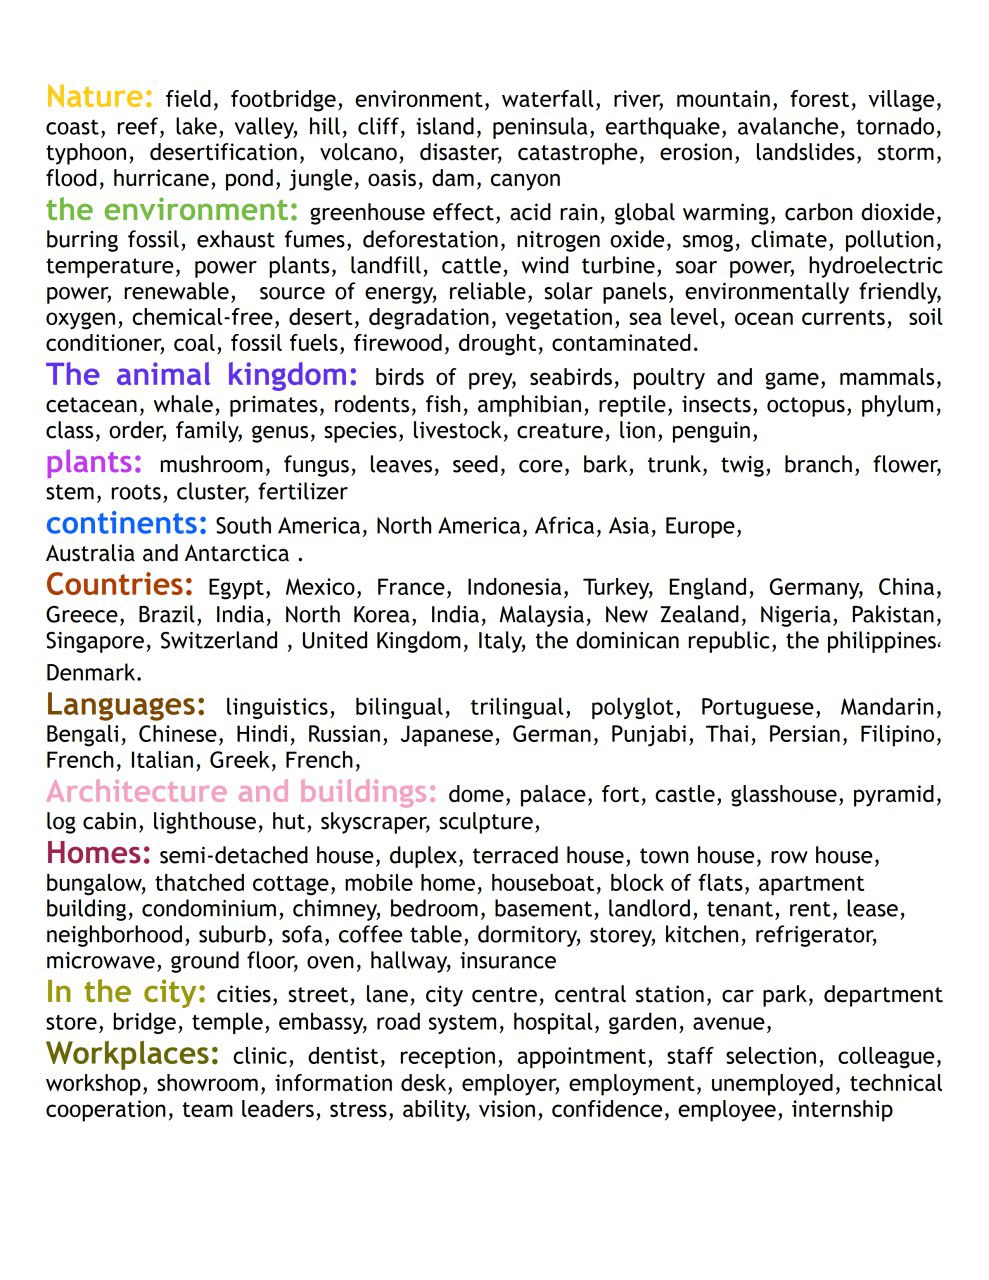 Nature: field, footbridge, environment, waterfall, river, mountain, forest, village,
coast, reef, lake, valley, hill, cliff, island, peninsula, earthquake, avalanche, tornado,
typhoon, desertification, volcano, disaster, catastrophe, erosion, landslides, storm,
flood, hurricane, pond, jungle, oasis, dam, canyon
the environment: greenhouse effect, acid rain, global warming, carbon dioxide,
burring fossil, exhaust fumes, deforestation, nitrogen oxide, smog, climate, pollution,
temperature, power plants, landfill, cattle, wind turbine, soar power, hydroelectric
power, renewable, source of energy, reliable, solar panels, environmentally friendly,
oxygen, chemical-free, desert, degradation, vegetation, sea level, ocean currents, soil
conditioner, coal, fossil fuels, firewood, drought, contaminated.
The animal kingdom: birds of prey, seabirds, poultry and game, mammals,
cetacean, whale, primates, rodents, fish, amphibian, reptile, insects, octopus, phylum,
class, order, family, genus, species, livestock, creature, lion, penguin,
plants: mushroom, fungus, leaves, seed, core, bark, trunk, twig, branch, flower,
stem, roots, cluster, fertilizer
continents: South America, North America, Africa, Asia, Europe,
Australia and Antarctica .
Countries: Egypt, Mexico, France, Indonesia, Turkey, England, Germany, China,
Greece, Brazil, India, North Korea, India, Malaysia, New Zealand, Nigeria, Pakistan,
Singapore, Switzerland , United Kingdom, Italy, the dominican republic, the philippines،
Denmark.
Languages: linguistics, bilingual, trilingual, polyglot, Portuguese, Mandarin,
Bengali, Chinese, Hindi, Russian, Japanese, German, Punjabi, Thai, Persian, Filipino,
French, Italian, Greek, French,
Architecture and buildings: dome, palace, fort, castle, glasshouse, pyramid,
log cabin, lighthouse, hut, skyscraper, sculpture,
Homes: semi-detached house, duplex, terraced house, town house, row house,
bungalow, thatched cottage, mobile home, houseboat, block of flats, apartment
building, condominium, chimney, bedroom, basement, landlord, tenant, rent, lease,
neighborhood, suburb, sofa, coffee table, dormitory, storey, kitchen, refrigerator,
microwave, ground floor, oven, hallway, insurance
In the city: cities, street, lane, city centre, central station, car park, department
store, bridge, temple, embassy, road system, hospital, garden, avenue,
Workplaces: clinic, dentist, reception, appointment, staff selection, colleague,
workshop, showroom, information desk, employer, employment, unemployed, technical
cooperation, team leaders, stress, ability, vision, confidence, employee, internship